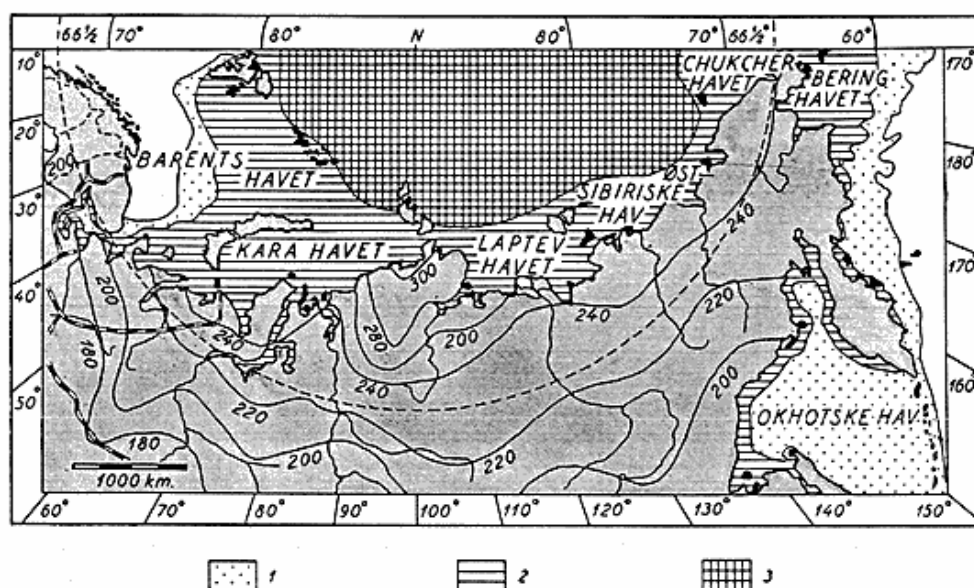 66½ 70° 80° N 80° 70° 66½° 60°
10° 170°
CHUKCHER
HAVET
BERING
HAVET
20° 180°
200
BARENTS
HAVET
ØST
SIBIRISKE
HAV
30°
KARA HAVET
LAPTEV
HAVET
240
300
170°
40°
200
220
240
280
200
240
180
240
160°
220
200
50°
180
200
220
OKHOTSKE HAV.
1000 km.
60° 70° 80° 90° 100° 110° 120° 130° 140° 150°
1 2 3